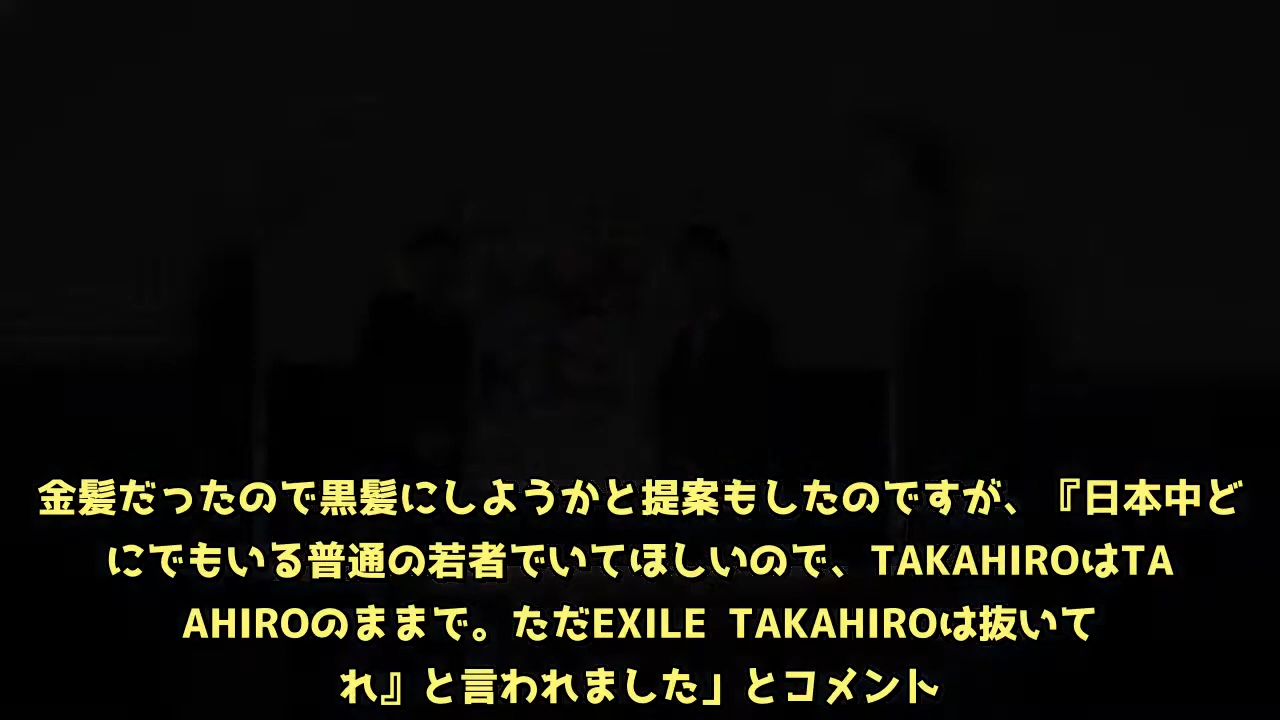 金髪だったので黒髪にしようかと提案もしたのですが、『日本中ど
にでもいる普通の若者でいてほしいので、TAKAHIROはTA
AHIROのままで。ただEXILE TAKAHIROは抜いて
れ』と言われました」とコメント